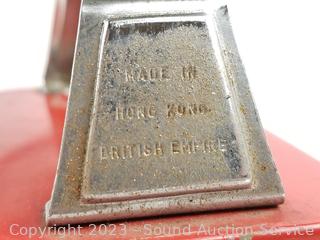 MADE IN
HONG KONG
BRITISH EMPIRE
Copyright 2023 - Sound Auction Service